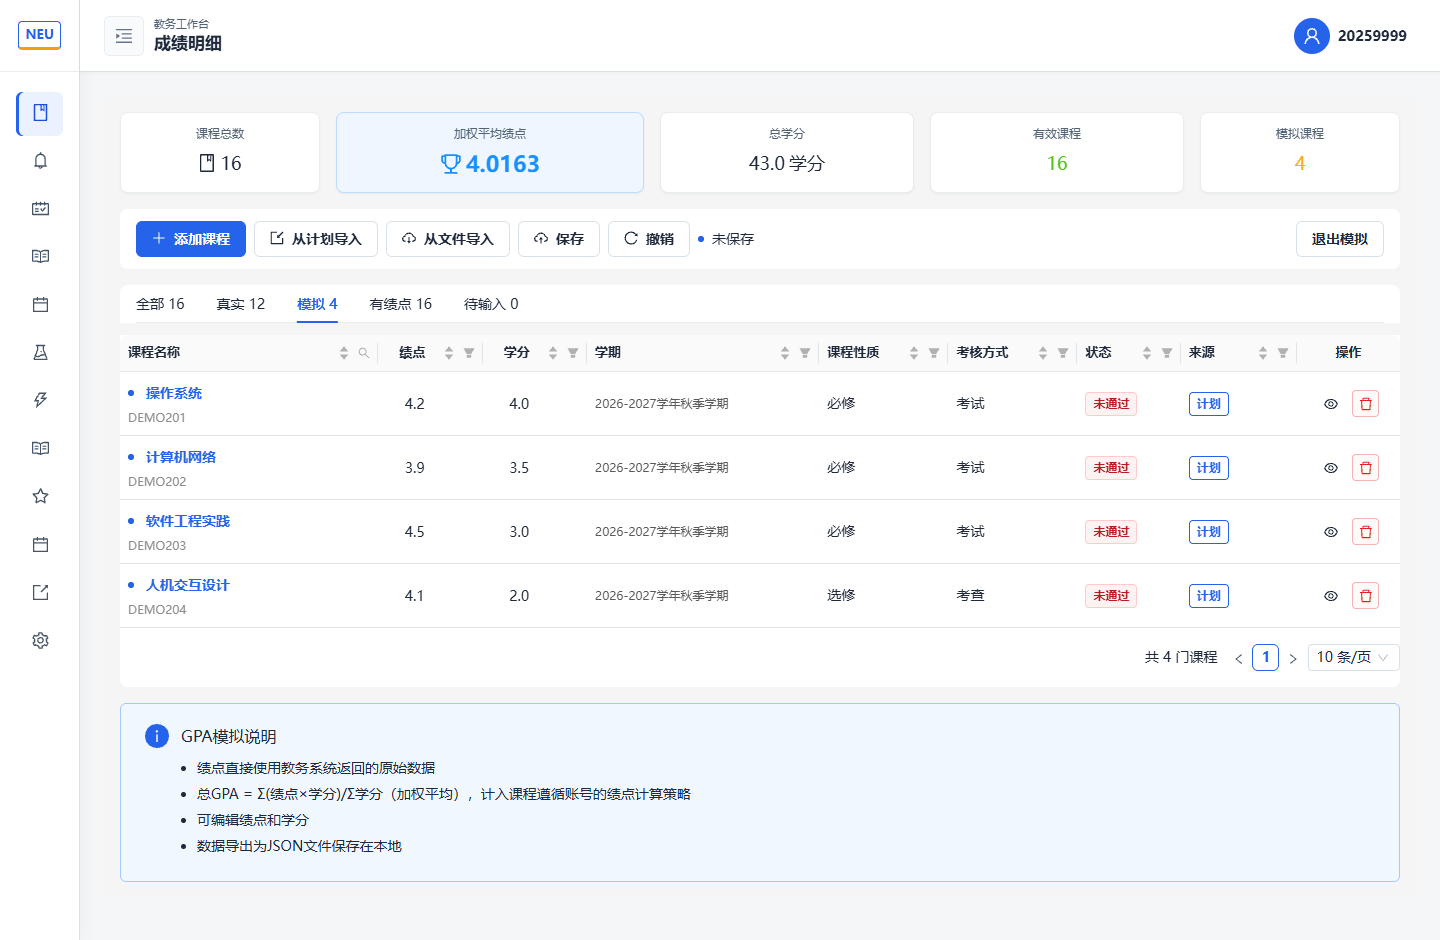 NEU
教务工作台
成绩明细
20259999
课程总数
16
加权平均绩点
4.0163
总学分
43.0 学分
有效课程
16
模拟课程
4
添加课程 从计划导入 从文件导入 保存 撤销 未保存 退出模拟
全部 16 真实 12 模拟 4 有绩点 16 待输入 0
课程名称 绩点 学分 学期 课程性质 考核方式 状态 来源 操作
操作系统
DEMO201
4.2 4.0 2026-2027学年秋季学期 必修 考试 未通过 计划
计算机网络
DEMO202
3.9 3.5 2026-2027学年秋季学期 必修 考试 未通过 计划
软件工程实践
DEMO203
4.5 3.0 2026-2027学年秋季学期 必修 考试 未通过 计划
人机交互设计
DEMO204
4.1 2.0 2026-2027学年秋季学期 选修 考查 未通过 计划
共 4 门课程 < 1 > 10 条/页
GPA模拟说明
• 绩点直接使用教务系统返回的原始数据
• 总GPA = Σ(绩点×学分)/Σ学分（加权平均），计入课程遵循账号的绩点计算策略
• 可编辑绩点和学分
• 数据导出为JSON文件保存在本地